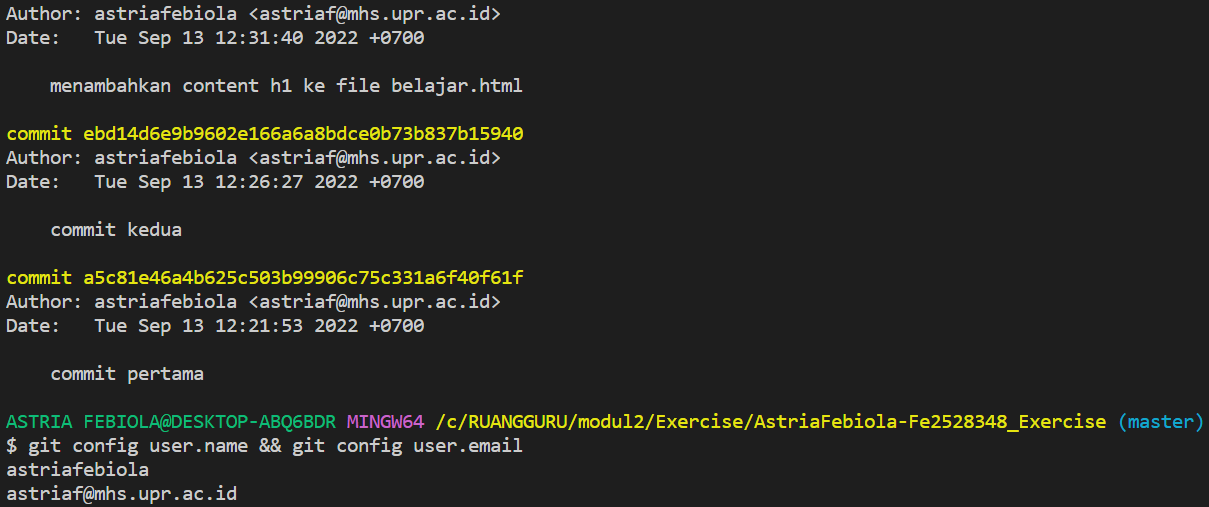 Author: astriafebiola <astriaf@mhs.upr.ac.id>
Date:   Tue Sep 13 12:31:40 2022 +0700
    menambahkan content h1 ke file belajar.html
commit ebd14d6e9b9602e166a6a8bdce0b73b837b15940
Author: astriafebiola <astriaf@mhs.upr.ac.id>
Date:   Tue Sep 13 12:26:27 2022 +0700
    commit kedua
commit a5c81e46a4b625c503b99906c75c331a6f40f61f
Author: astriafebiola <astriaf@mhs.upr.ac.id>
Date:   Tue Sep 13 12:21:53 2022 +0700
    commit pertama
ASTRIA FEBIOLA@DESKTOP-ABQ6BDR MINGW64 /c/RUANGGURU/modul2/Exercise/AstriaFebiola-Fe2528348_Exercise (master)
$ git config user.name && git config user.email
astriafebiola
astriaf@mhs.upr.ac.id